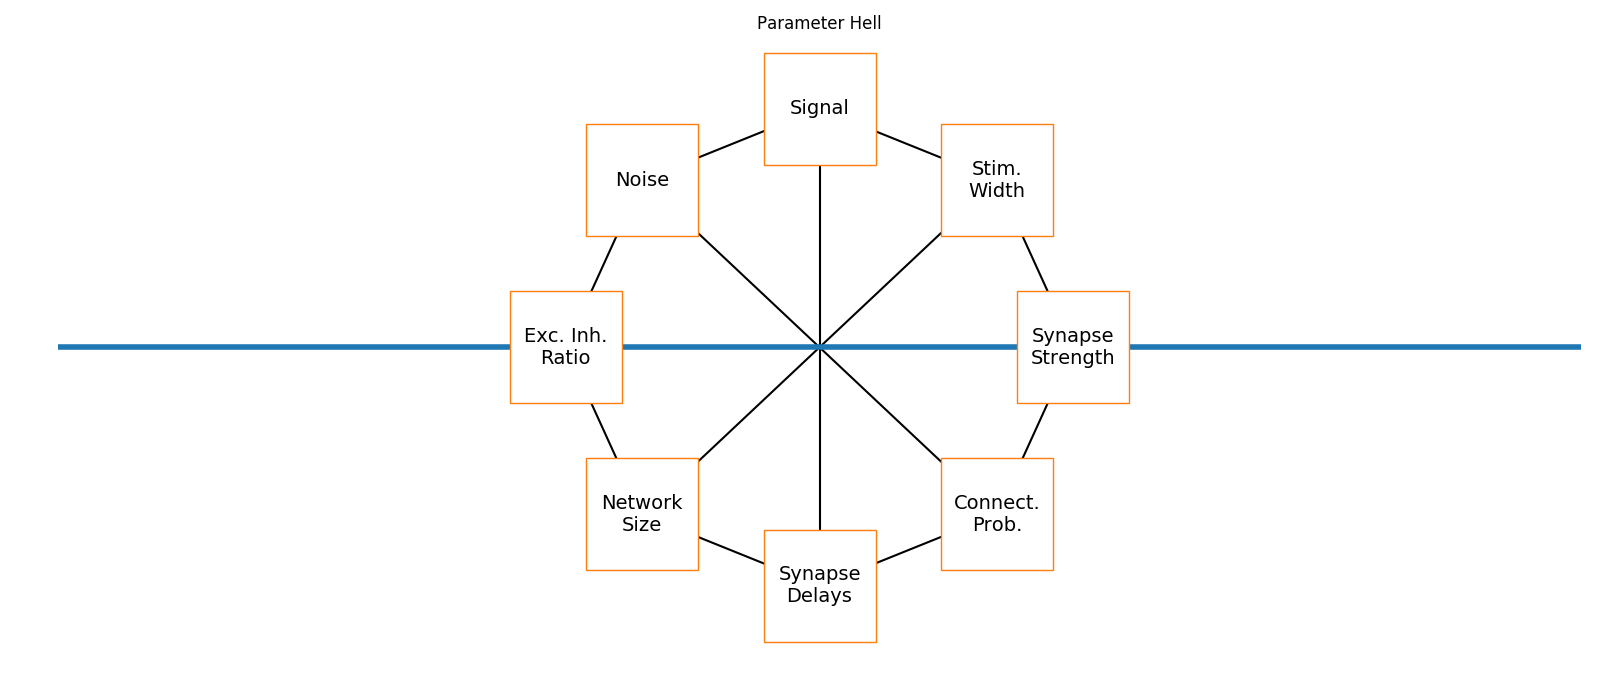 Parameter Hell
Signal
Noise
Stim.
Width
Exc. Inh.
Ratio
Synapse
Strength
Network
Size
Connect.
Prob.
Synapse
Delays